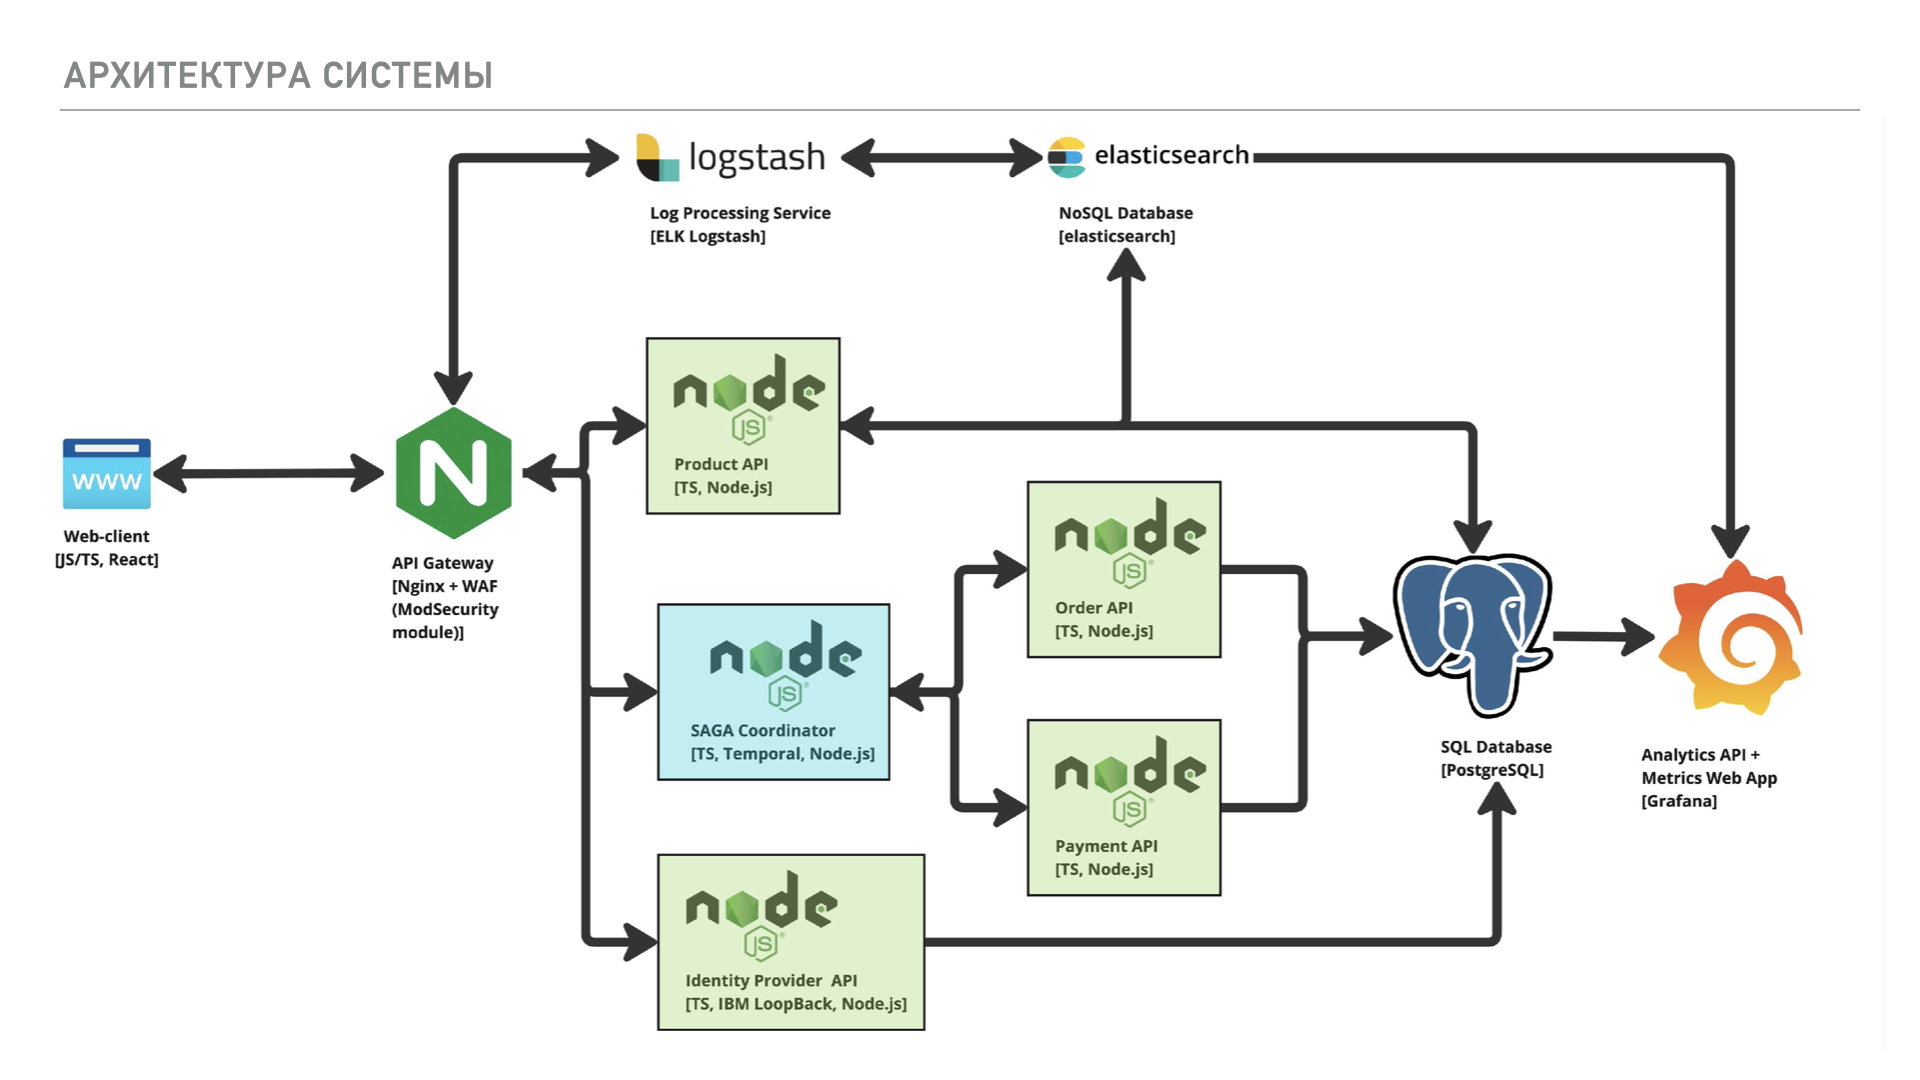 АРХИТЕКТУРА СИСТЕМЫ
logstash
elasticsearch
Log Processing Service
[ELK Logstash]
NoSQL Database
[elasticsearch]
node
JS
Product API
[TS, Node.js]
www
Web-client
[JS/TS, React]
N
API Gateway
[Nginx + WAF
(ModSecurity
module)]
node
JS
Order API
[TS, Node.js]
node
JS
SAGA Coordinator
[TS, Temporal, Node.js]
SQL Database
[PostgreSQL]
Analytics API +
Metrics Web App
[Grafana]
node
JS
Payment API
[TS, Node.js]
node
JS
Identity Provider  API
[TS, IBM LoopBack, Node.js]